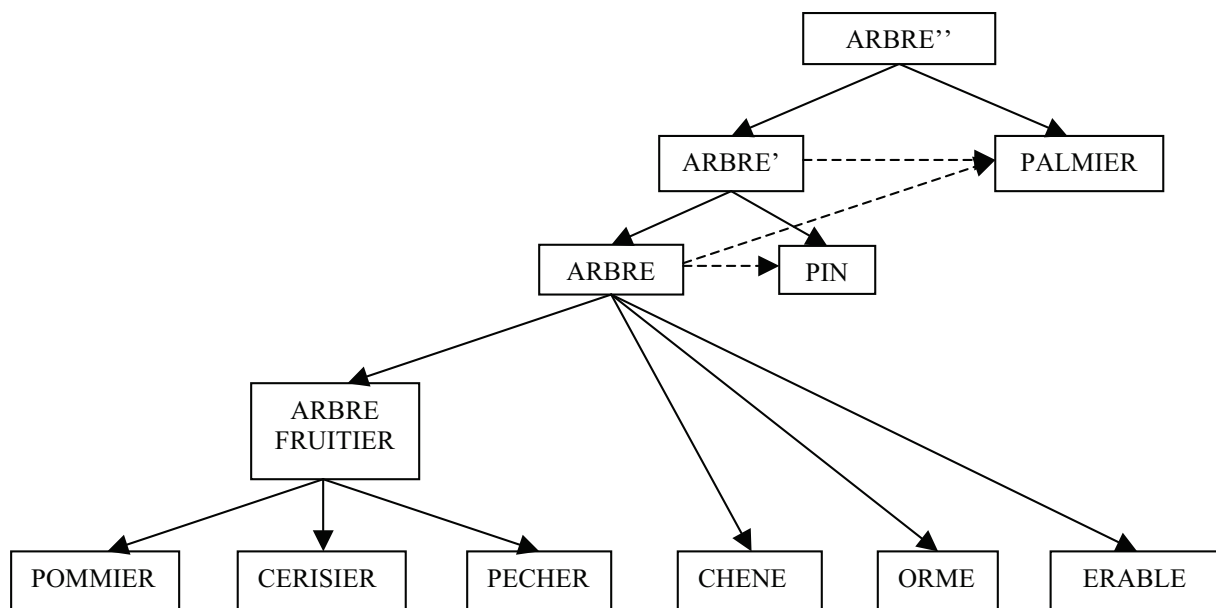 ARBRE’’
ARBRE’
PALMIER
ARBRE
PIN
ARBRE
FRUITIER
POMMIER
CERISIER
PECHER
CHENE
ORME
ERABLE